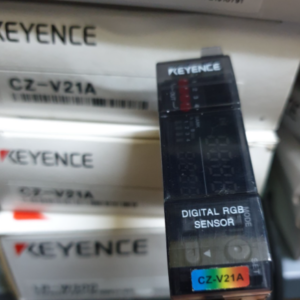 KEYENCE
CZ-V21A
KEYENCE
CZ-V21A
KEYENCE
KEYENCE
DIGITAL RGB
SENSOR
CZ-V21A